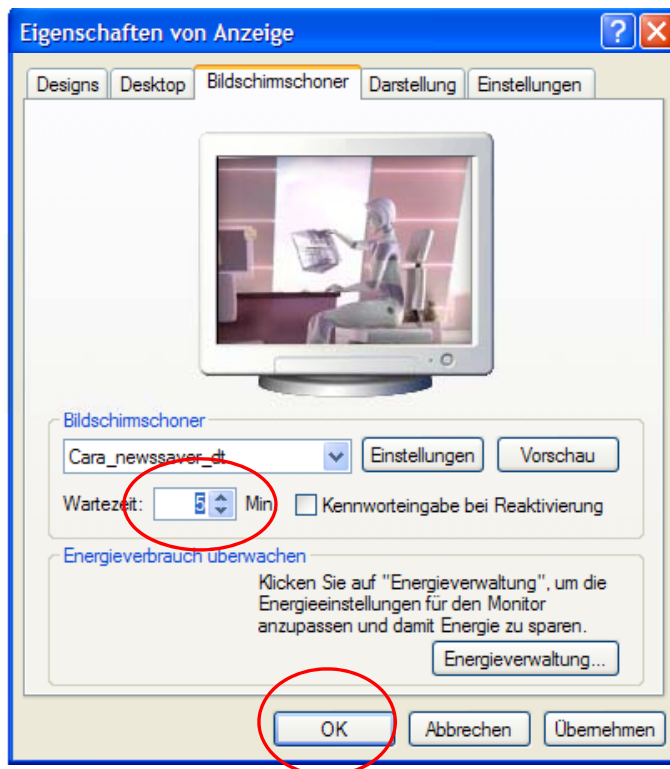 Eigenschaften von Anzeige
Designs Desktop Bildschirmschoner Darstellung Einstellungen
Bildschirmschoner
Cara_newssaver_dt Einstellungen Vorschau
Wartezeit: 5 Min Kennworteingabe bei Reaktivierung
Energieverbrauch überwachen
Klicken Sie auf "Energieverwaltung", um die
Energieeinstellungen für den Monitor
anzupassen und damit Energie zu sparen.
Energieverwaltung...
OK Abbrechen Übernehmen